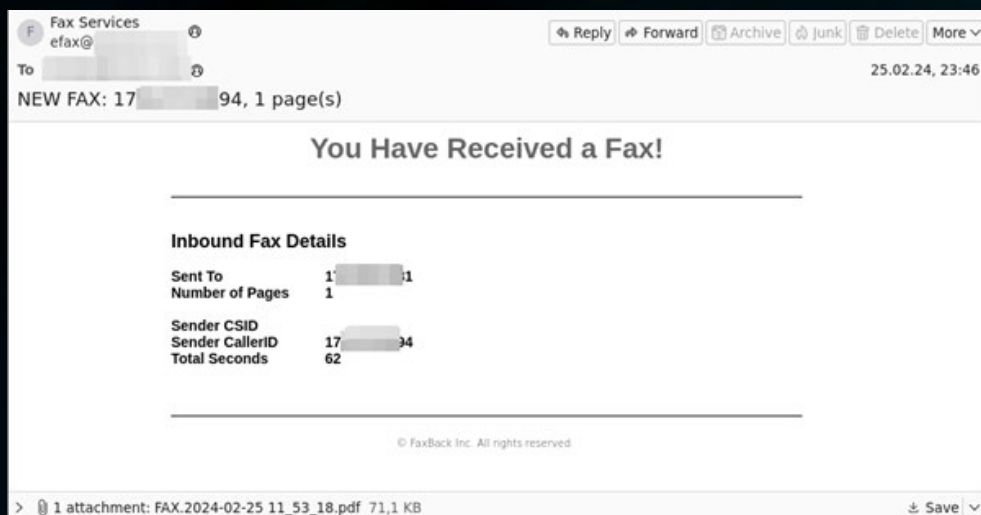 F
Fax Services
efax@
Reply Forward Archive Junk Delete More
To
25.02.24, 23:46
NEW FAX: 17 94, 1 page(s)
You Have Received a Fax!
Inbound Fax Details
Sent To 1 1
Number of Pages 1
Sender CSID
Sender CallerID 17 94
Total Seconds 62
© FaxBack Inc. All rights reserved
1 attachment: FAX.2024-02-25 11_53_18.pdf 71,1 KB
Save